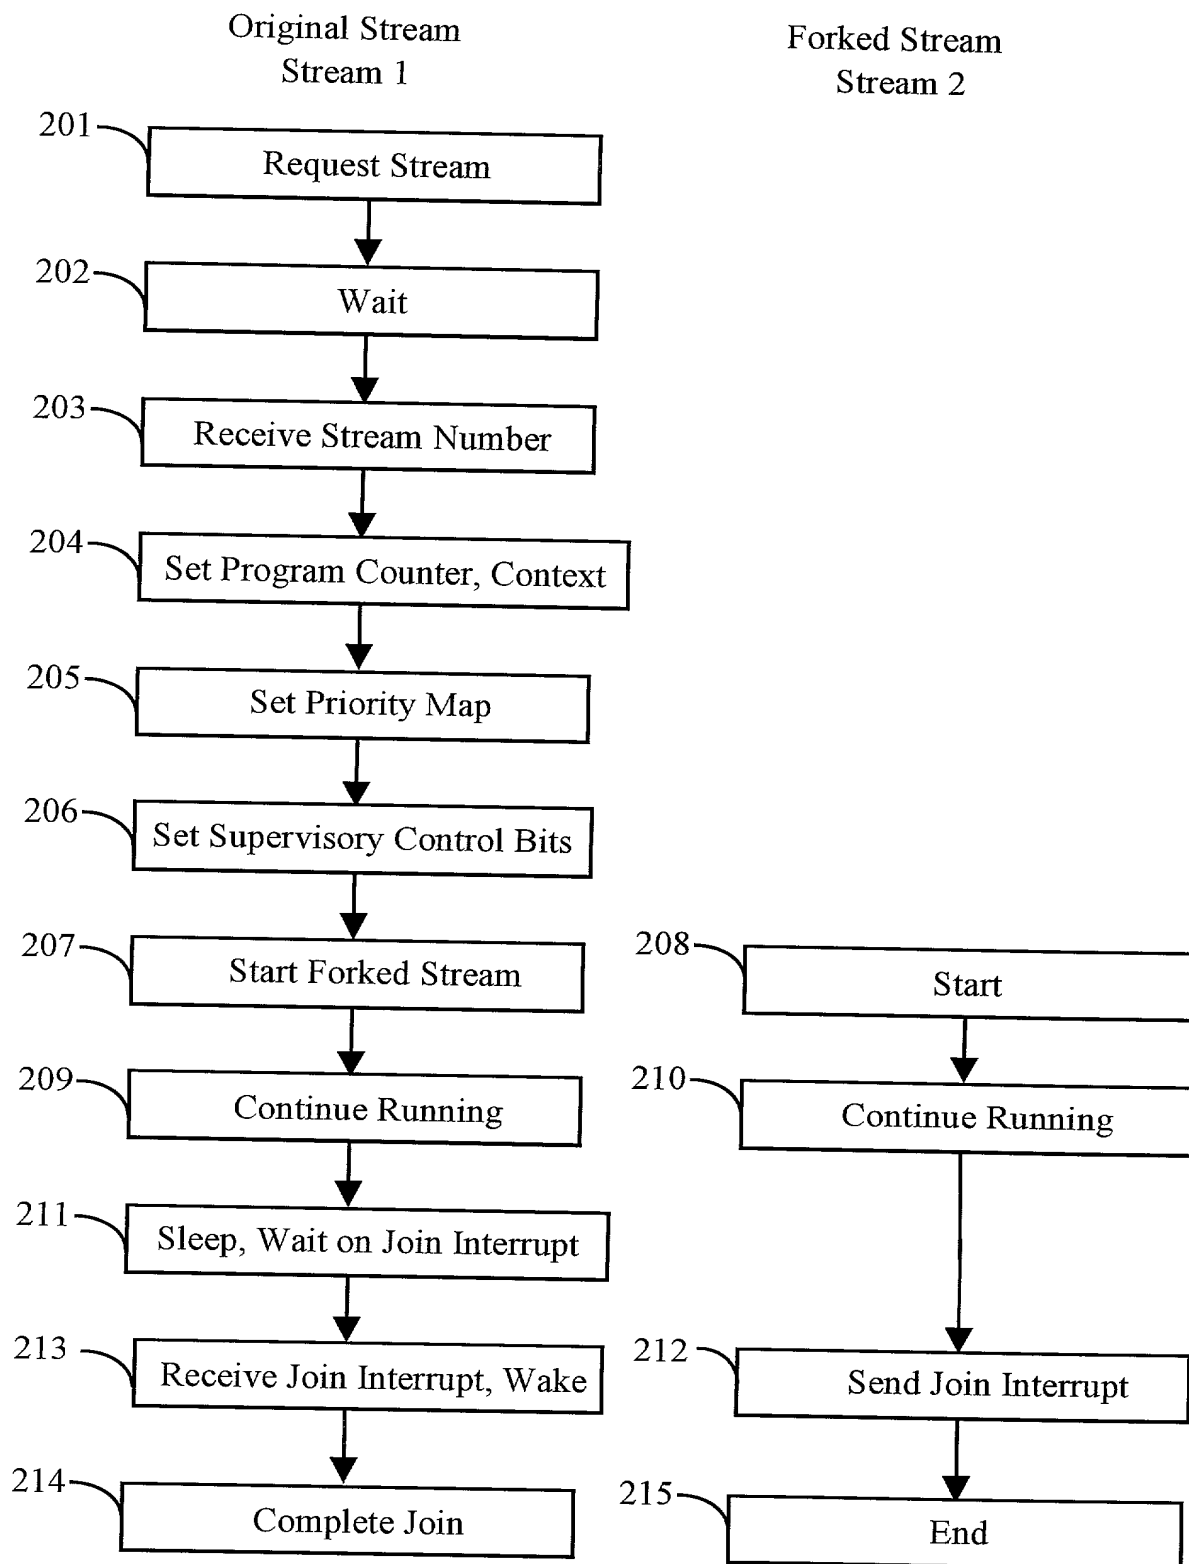 Original Stream
Stream 1
Forked Stream
Stream 2
201
Request Stream
202
Wait
203
Receive Stream Number
204
Set Program Counter, Context
205
Set Priority Map
206
Set Supervisory Control Bits
207
Start Forked Stream
208
Start
209
Continue Running
210
Continue Running
211
Sleep, Wait on Join Interrupt
213
Receive Join Interrupt, Wake
212
Send Join Interrupt
214
Complete Join
215
End